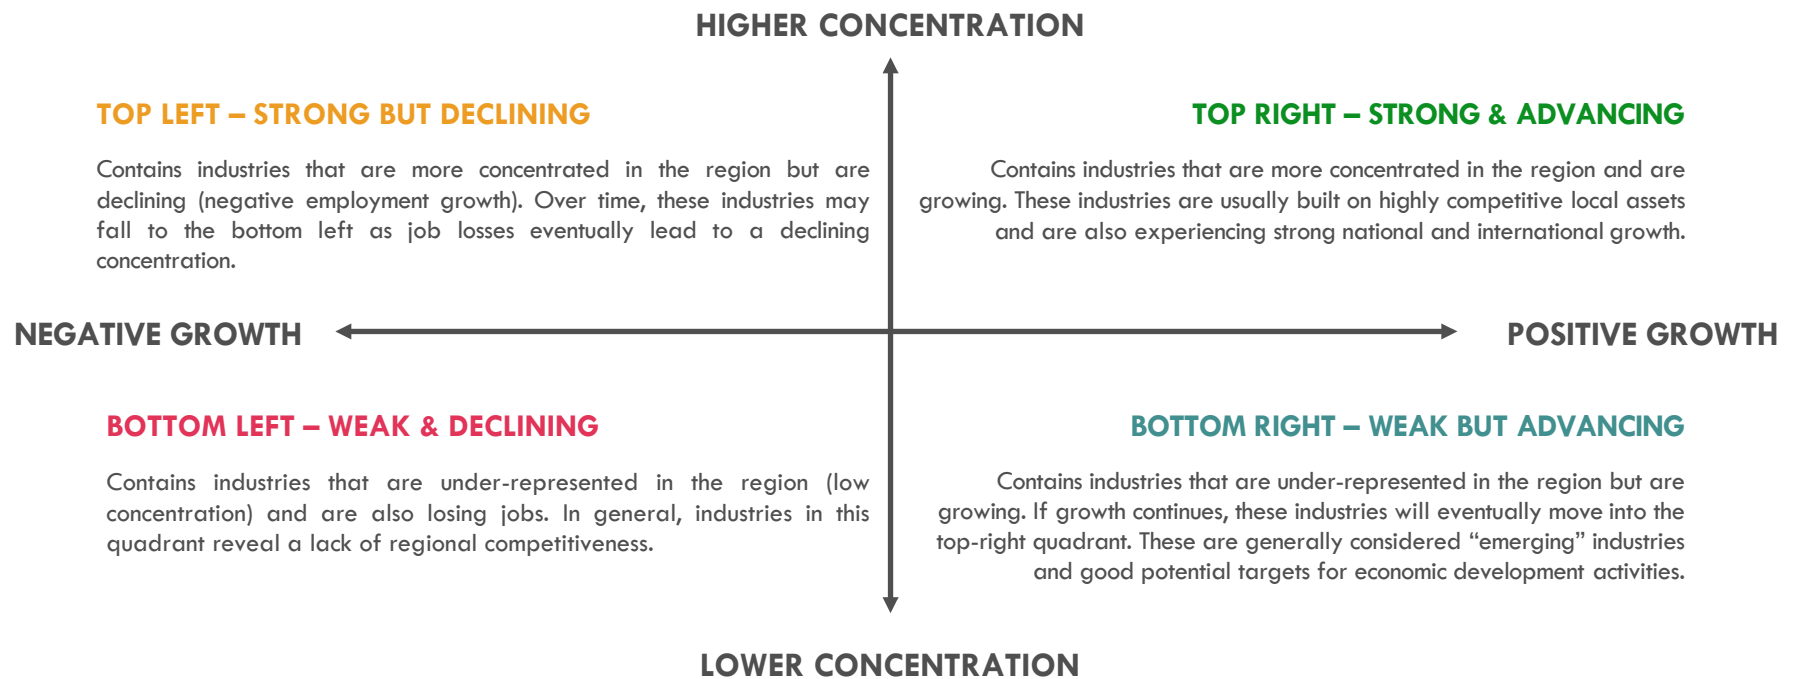 HIGHER CONCENTRATION
TOP LEFT – STRONG BUT DECLINING
Contains industries that are more concentrated in the region but are
declining (negative employment growth). Over time, these industries may
fall to the bottom left as job losses eventually lead to a declining
concentration.
TOP RIGHT – STRONG & ADVANCING
Contains industries that are more concentrated in the region and are
growing. These industries are usually built on highly competitive local assets
and are also experiencing strong national and international growth.
NEGATIVE GROWTH
POSITIVE GROWTH
BOTTOM LEFT – WEAK & DECLINING
Contains industries that are under-represented in the region (low
concentration) and are also losing jobs. In general, industries in this
quadrant reveal a lack of regional competitiveness.
BOTTOM RIGHT – WEAK BUT ADVANCING
Contains industries that are under-represented in the region but are
growing. If growth continues, these industries will eventually move into the
top-right quadrant. These are generally considered “emerging” industries
and good potential targets for economic development activities.
LOWER CONCENTRATION